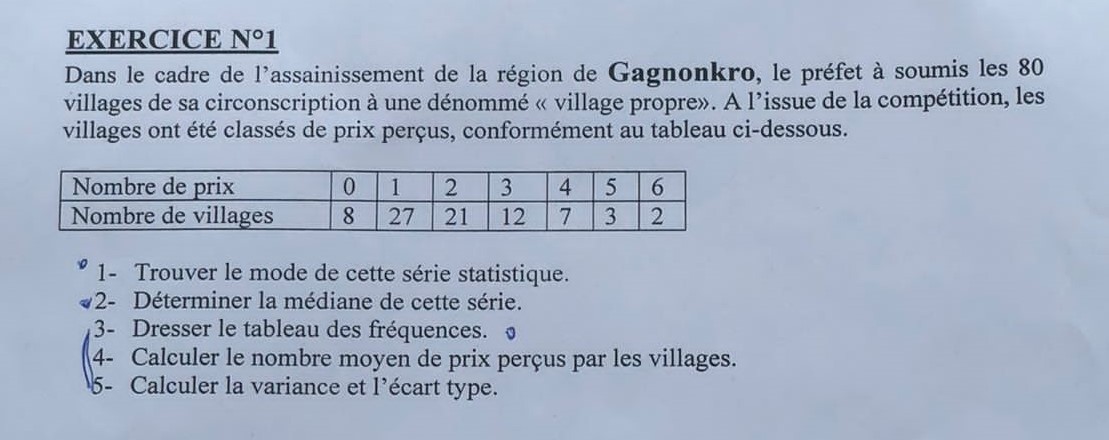 EXERCICE N°1
Dans le cadre de l'assainissement de la région de Gagnonkro, le préfet à soumis les 80
villages de sa circonscription à une dénommé « village propre». A l'issue de la compétition, les
villages ont été classés de prix perçus, conformément au tableau ci-dessous.
Nombre de prix 0 1 2 3 4 5 6
Nombre de villages 8 27 21 12 7 3 2
1- Trouver le mode de cette série statistique.
2- Déterminer la médiane de cette série.
3- Dresser le tableau des fréquences.
4- Calculer le nombre moyen de prix perçus par les villages.
5- Calculer la variance et l'écart type.